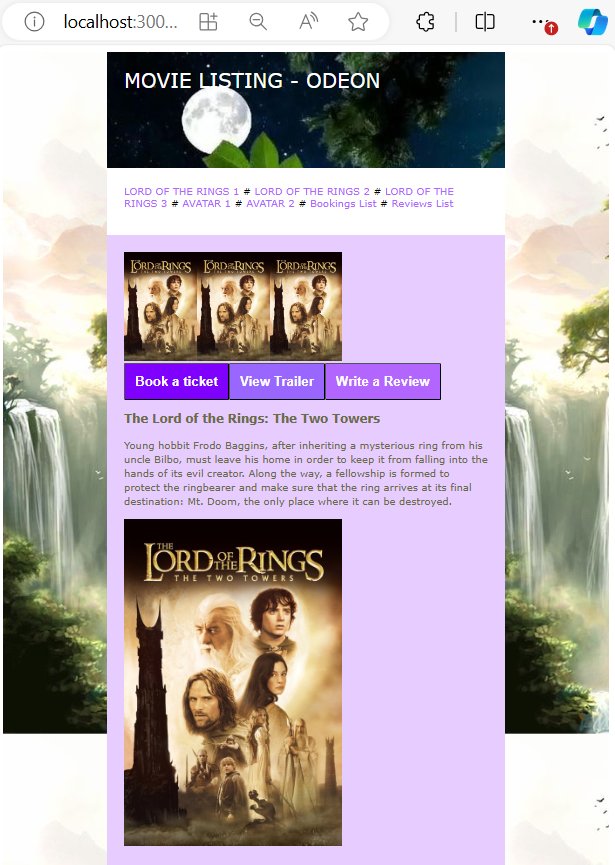 localhost:300...
MOVIE LISTING - ODEON
LORD OF THE RINGS 1 # LORD OF THE RINGS 2 # LORD OF THE
RINGS 3 # AVATAR 1 # AVATAR 2 # Bookings List # Reviews List
LORD OF THE RINGS THE TWO TOWERS
LORD OF THE RINGS THE TWO TOWERS
LORD OF THE RINGS THE TWO TOWERS
Book a ticket View Trailer Write a Review
The Lord of the Rings: The Two Towers
Young hobbit Frodo Baggins, after inheriting a mysterious ring from his
uncle Bilbo, must leave his home in order to keep it from falling into the
hands of its evil creator. Along the way, a fellowship is formed to
protect the ringbearer and make sure that the ring arrives at its final
destination: Mt. Doom, the only place where it can be destroyed.
THE
LORD OF THE RINGS
THE TWO TOWERS